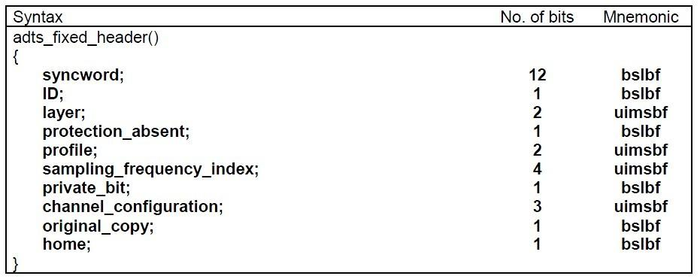 Syntax No. of bits Mnemonic
adts_fixed_header()
{
syncword; 12 bslbf
ID; 1 bslbf
layer; 2 uimsbf
protection_absent; 1 bslbf
profile; 2 uimsbf
sampling_frequency_index; 4 uimsbf
private_bit; 1 bslbf
channel_configuration; 3 uimsbf
original_copy; 1 bslbf
home; 1 bslbf
}